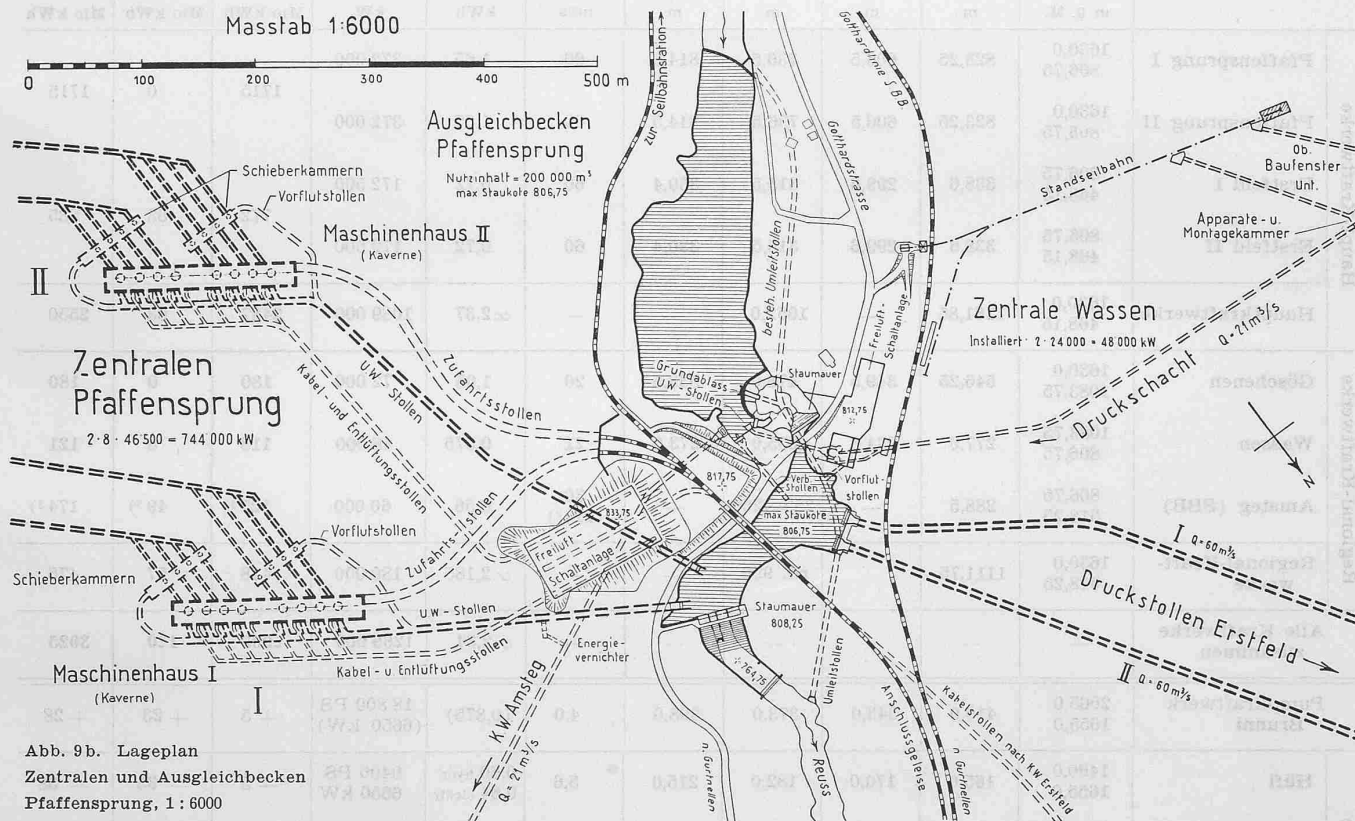 Masstab 1:6000
0 100 200 300 400 500 m
Ausgleichbecken
Pfaffensprung
Nutzinhalt = 200 000 m³
max Staukote 806,75
zur Seilbahnstation →
Gotthardlinie S.B.B.
Gotthardstrasse
besteh. Umleitstollen
Standseilbahn
Ob.
Baufenster
Unt.
Apparate- u.
Montagekammer
Schieberkammern
Vorflutstollen
Maschinenhaus II
(Kaverne)
II
Zentralen
Pfaffensprung
2·8·46'500 = 744'000 kW
Zufahrtsstollen
U.W.-Stollen
Kabel- und Entlüftungsstollen
Zentrale Wassen
Installiert 2·24'000 = 48'000 kW
Freiluft-
Schaltanlage
Staumauer
Grundablass
U.W.-Stollen
812,75
Druckschacht Q=21 m³/s
N
817,75
Verb.
Stollen
Vorflut-
stollen
max Staukote
806,75
833,75
Freiluft-
Schaltanlage
I Q=60 m³/s
Druckstollen Erstfeld →
II Q=60 m³/s
Vorflutstollen
Zufahrtsstollen
Schieberkammern
U.W.-Stollen
Kabel- u. Entlüftungsstollen
Maschinenhaus I
(Kaverne)
I
Energie-
vernichter
Staumauer
808,25
764,75
KW Amsteg
Q=21 m³/s
n. Gurtnellen
Reuss
Umleitstollen
Anschlussgeleise
n. Gurtnellen
Kabelstollen nach KW Erstfeld
Abb. 9b. Lageplan
Zentralen und Ausgleichbecken
Pfaffensprung, 1:6000